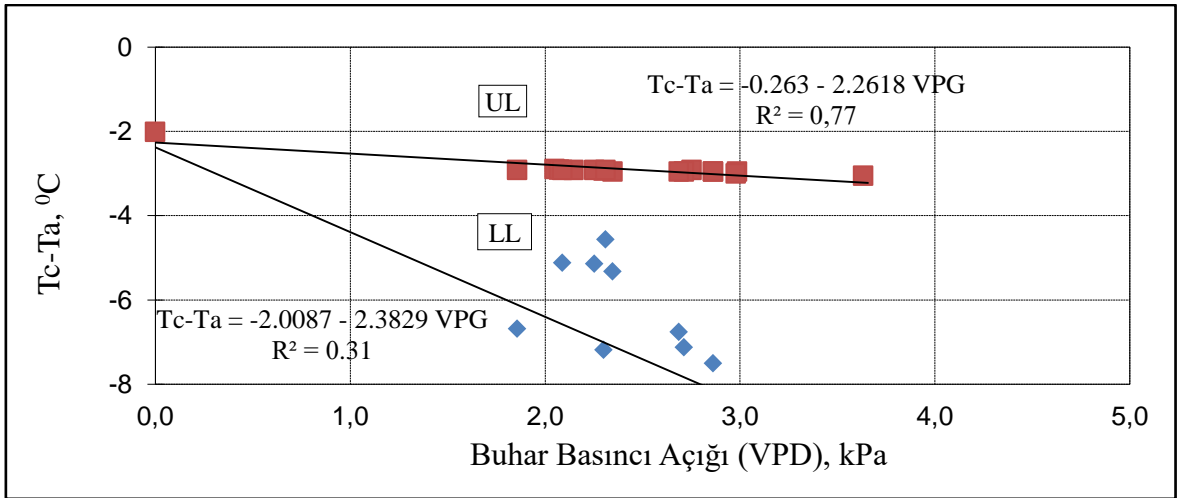 0
-2
-4
-6
-8
Tc-Ta, ⁰C
UL
Tc-Ta = -0.263 - 2.2618 VPG
R² = 0,77
LL
Tc-Ta = -2.0087 - 2.3829 VPG
R² = 0.31
0,0 1,0 2,0 3,0 4,0 5,0
Buhar Basıncı Açığı (VPD), kPa